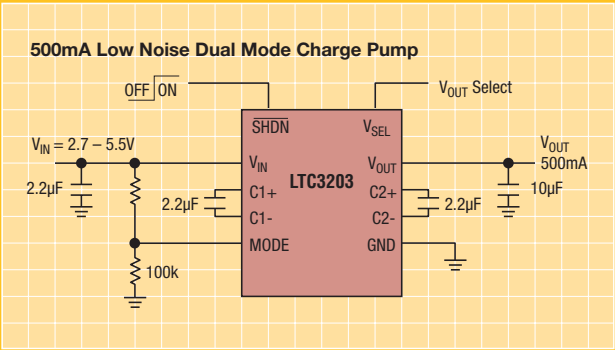 500mA Low Noise Dual Mode Charge Pump
OFF ON
VOUT Select
SHDN
VSEL
VIN = 2.7 – 5.5V
VIN
VOUT
VOUT
500mA
LTC3203
2.2µF
C1+
C2+
10µF
2.2µF
2.2µF
C1-
C2-
MODE
GND
100k